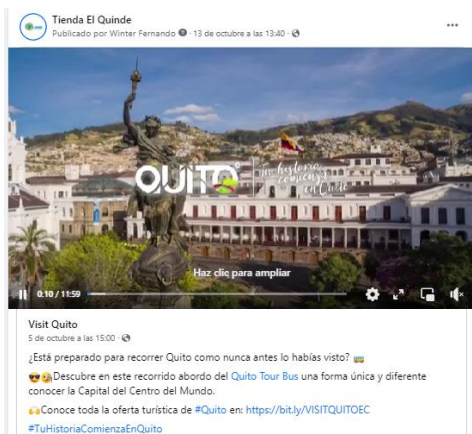 Tienda El Quinde
Publicado por Winter Fernando · 13 de octubre a las 13:40 ·
QUITO
tu historia
comienza
en Quito
Haz clic para ampliar
0:10 / 11:59
Visit Quito
5 de octubre a las 15:00 ·
¿Está preparado para recorrer Quito como nunca antes lo habías visto? 🚌
😎🧐Descubre en este recorrido abordo del Quito Tour Bus una forma única y diferente
conocer la Capital del Centro del Mundo.
🙌Conoce toda la oferta turística de #Quito en: https://bit.ly/VISITQUITOEC
#TuHistoriaComienzaEnQuito